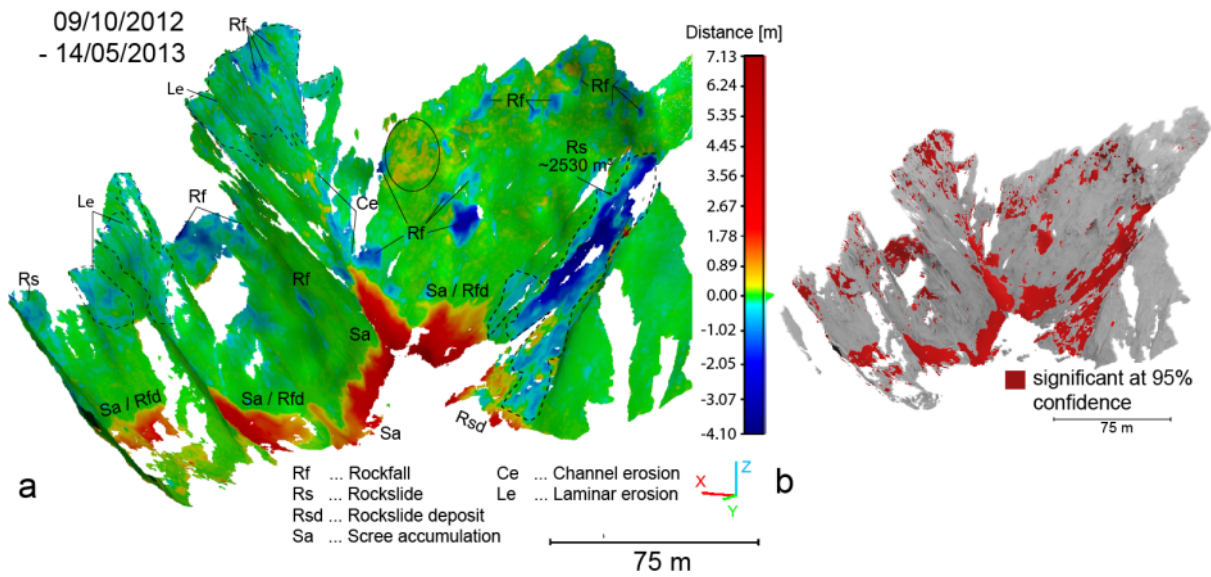 09/10/2012
- 14/05/2013
Rf
Le
Distance [m]
7.13
6.24
5.35
4.45
3.56
2.67
1.78
0.89
0.00
-1.02
-2.05
-3.07
-4.10
Rf
Rf
Rs
~2530 m³
Le
Rf
Ce
Rf
Rs
Rf
Sa / Rfd
Sa
Sa / Rfd
Sa / Rfd
Sa
Rsd
significant at 95%
confidence
75 m
a
Rf ... Rockfall
Rs ... Rockslide
Rsd ... Rockslide deposit
Sa ... Scree accumulation
Ce ... Channel erosion
Le ... Laminar erosion
X
Y
Z
b
75 m